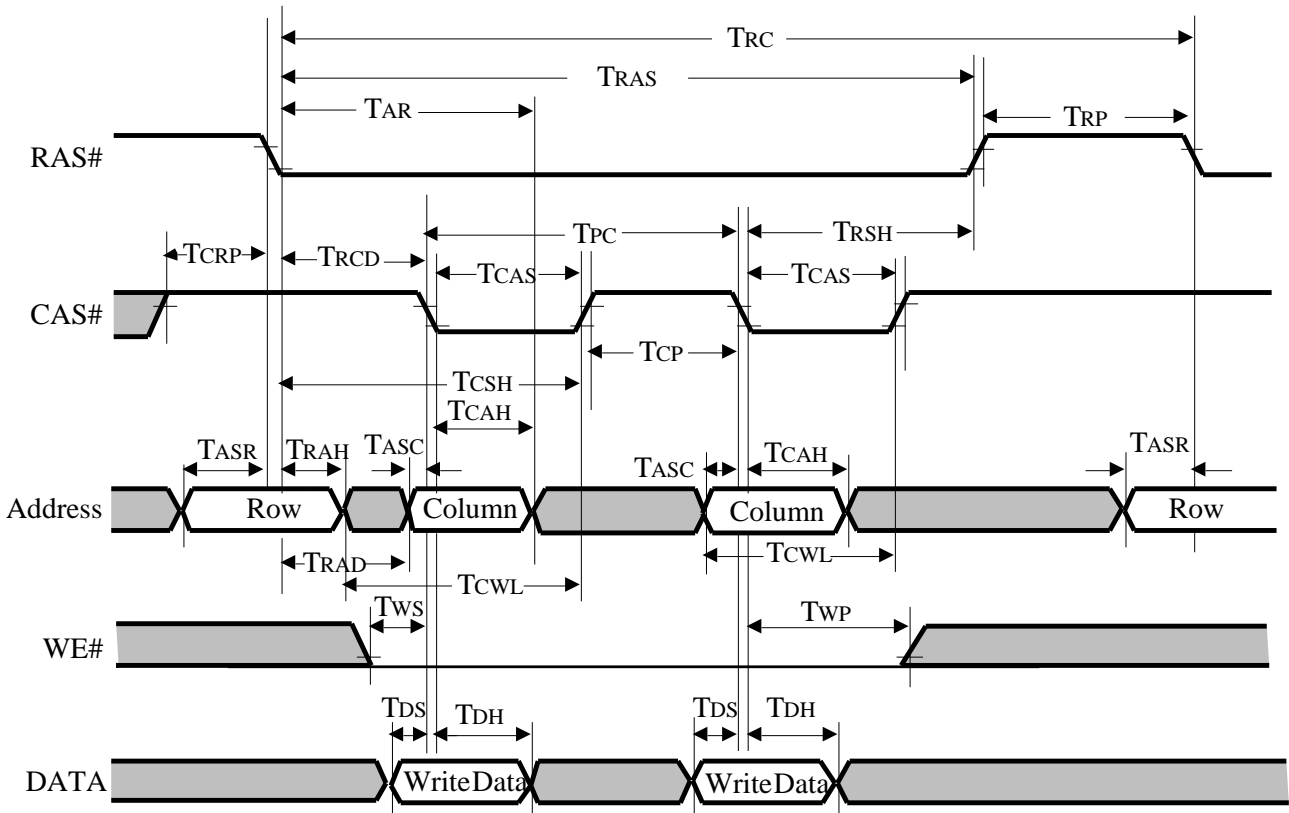 TRC
TRAS
TAR
TRP
RAS#
TPC
TRSH
TCRP
TRCD
TCAS
TCAS
CAS#
TCP
TCSH
TCAH
TASR
TRAH
TASC
TASC
TCAH
TASR
Address
Row
Column
Column
Row
TRAD
TCWL
TCWL
TWS
TWP
WE#
TDS
TDH
TDS
TDH
DATA
WriteData
WriteData